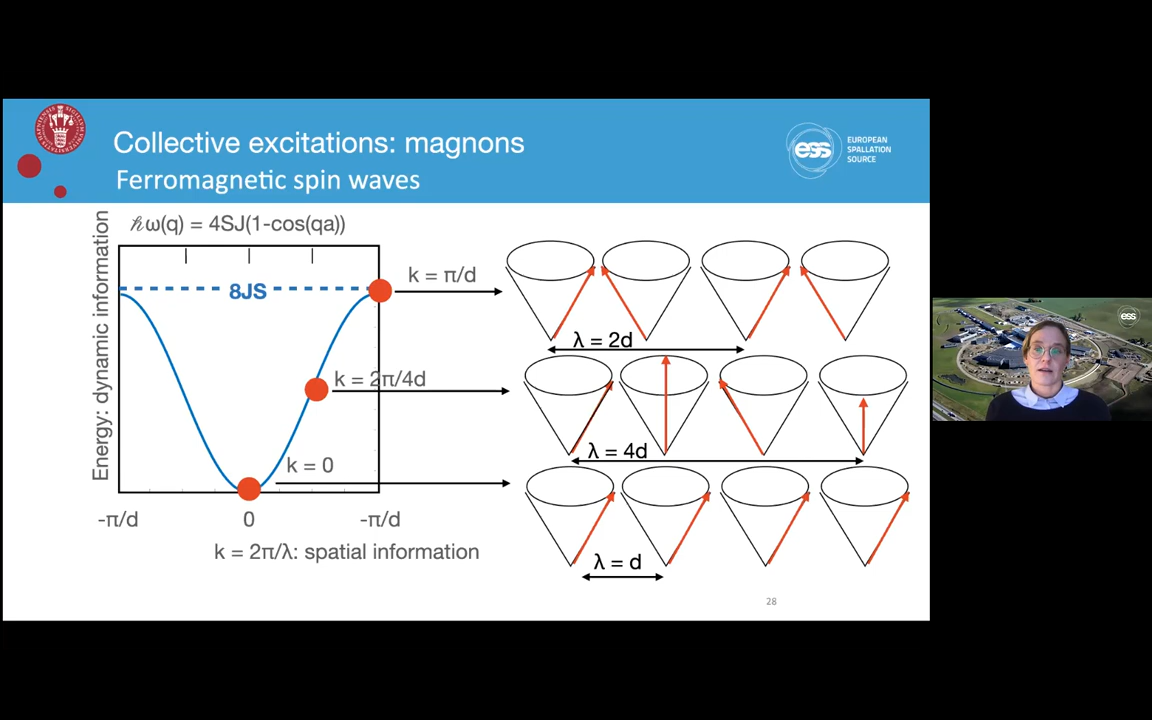 Collective excitations: magnons
Ferromagnetic spin waves
ess
EUROPEAN
SPALLATION
SOURCE
ℏω(q) = 4SJ(1-cos(qa))
Energy: dynamic information
8JS
k = π/d
λ = 2d
k = 2π/4d
λ = 4d
k = 0
λ = d
-π/d
0
-π/d
k = 2π/λ: spatial information
28
ess